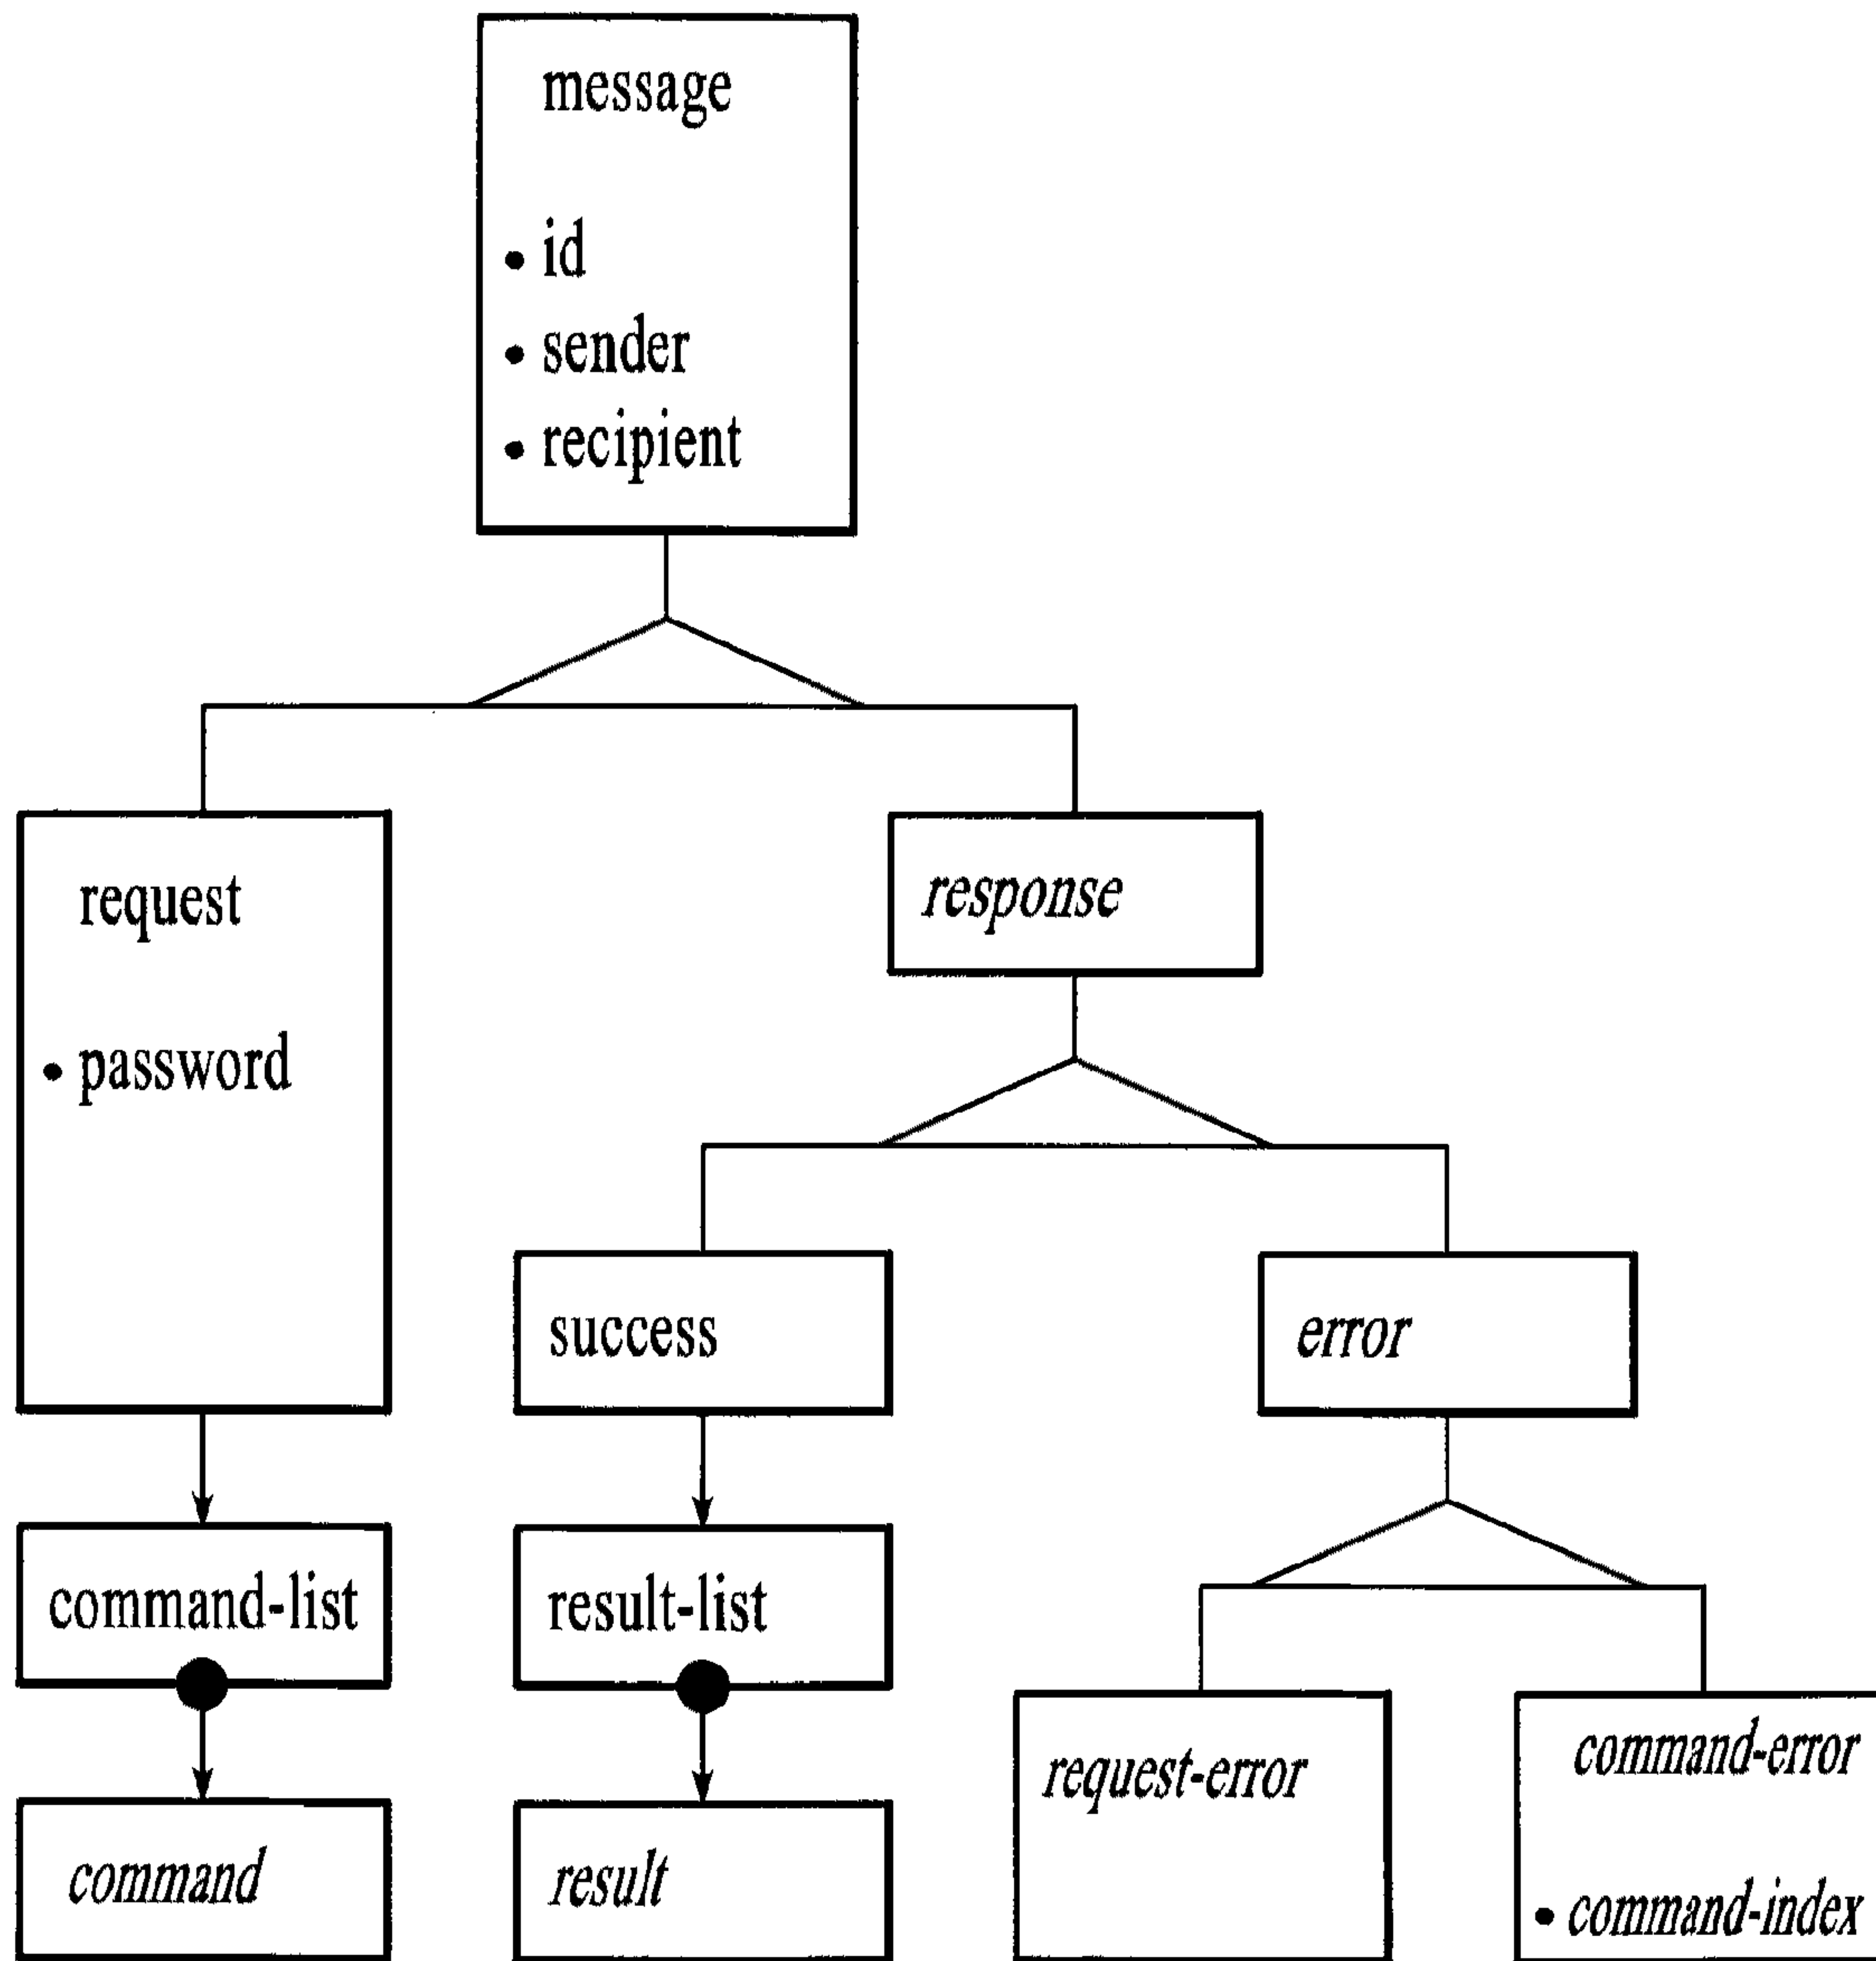 message
• id
• sender
• recipient
request
• password
response
success
error
command-list
result-list
request-error
command-error
• command-index
command
result